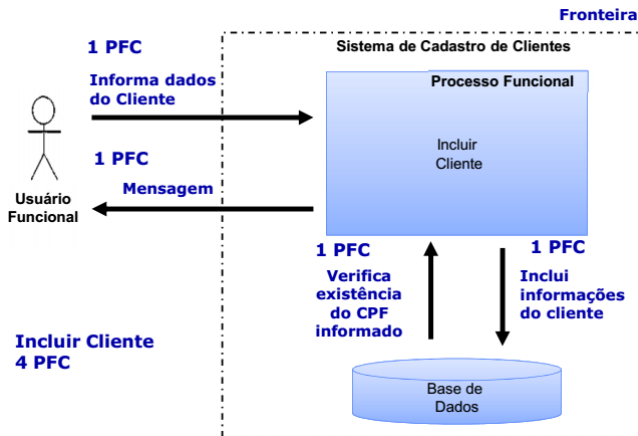 Fronteira
1 PFC
Sistema de Cadastro de Clientes
Informa dados
do Cliente
Processo Funcional
Incluir
Cliente
1 PFC
Mensagem
Usuário
Funcional
1 PFC
Verifica
existência
do CPF
informado
1 PFC
Inclui
informações
do cliente
Incluir Cliente
4 PFC
Base de
Dados